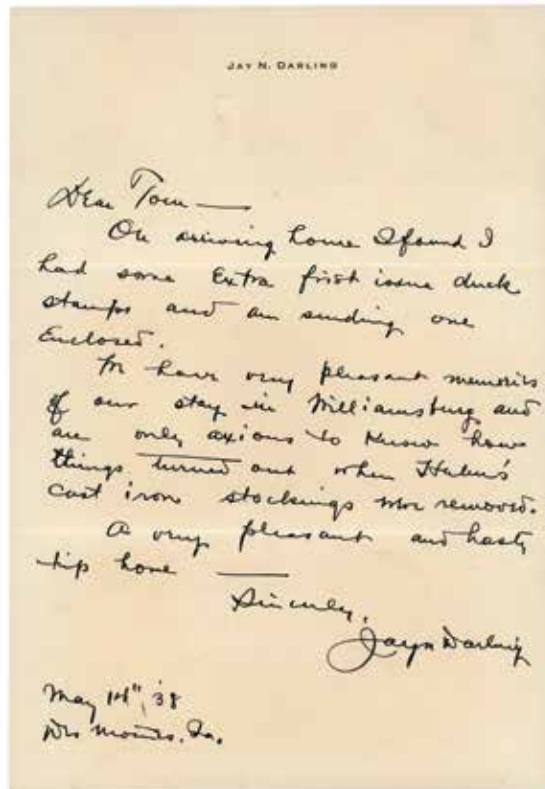 JAY N. DARLING
Dear Tom —
On arriving home I found I
had some Extra first issue duck
stamps and am sending one
Enclosed.
We have very pleasant memories
of our stay in Williamsburg and
are only axious to Know how
things turned out when Helen's
cast iron stockings were removed.
A very pleasant and hasty
trip home —
Sincerely,
Jay N Darling
May 14", '38
Des Moines. Ia.